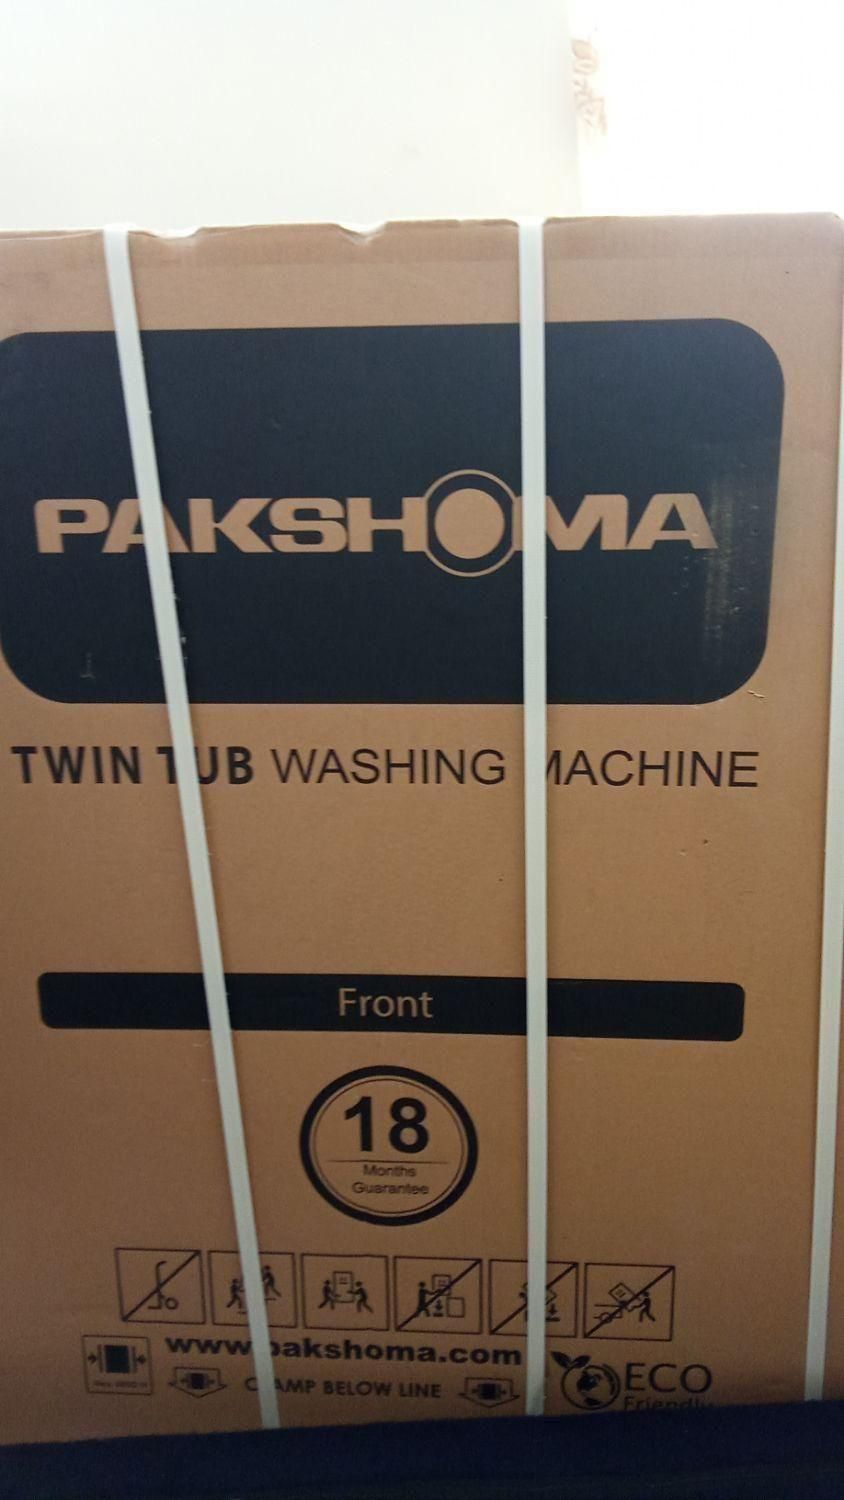 PAKSHOMA
TWIN TUB WASHING MACHINE
Front
18
Months
Guarantee
www.pakshoma.com
CLAMP BELOW LINE
ECO
Friendly